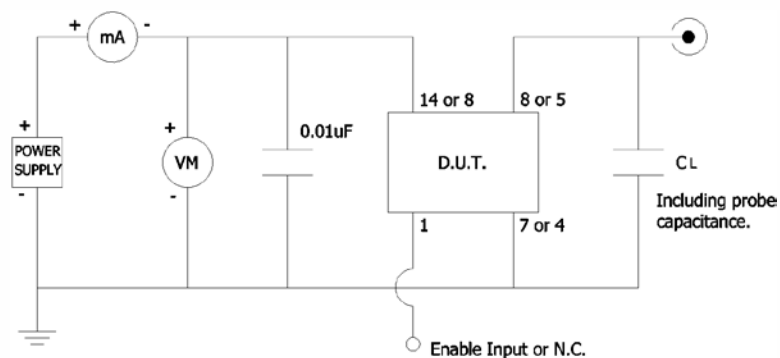 + mA -
14 or 8
8 or 5
+
0.01uF
+
POWER
SUPPLY
VM
D.U.T.
CL
-
-
Including probes
capacitance.
1
7 or 4
Enable Input or N.C.